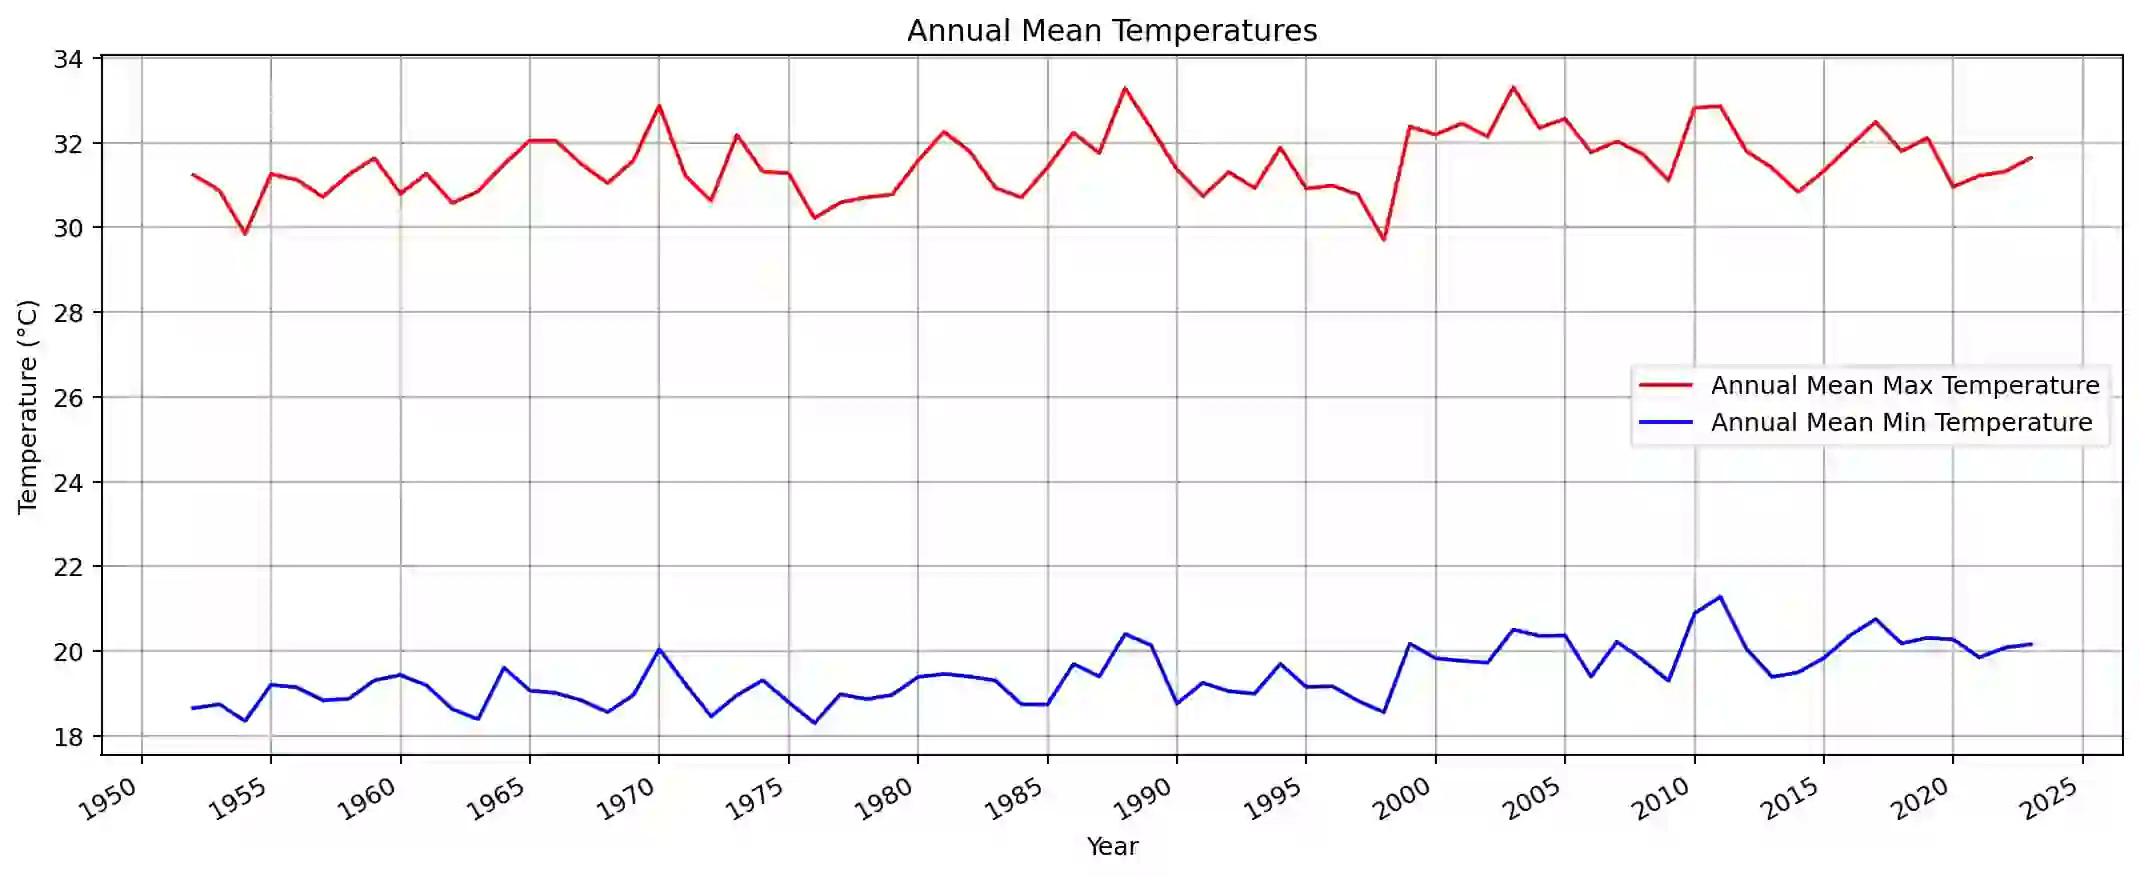 Annual Mean Temperatures
34
32
30
28
26
24
22
20
18
Temperature (°C)
Annual Mean Max Temperature
Annual Mean Min Temperature
1950 1955 1960 1965 1970 1975 1980 1985 1990 1995 2000 2005 2010 2015 2020 2025
Year